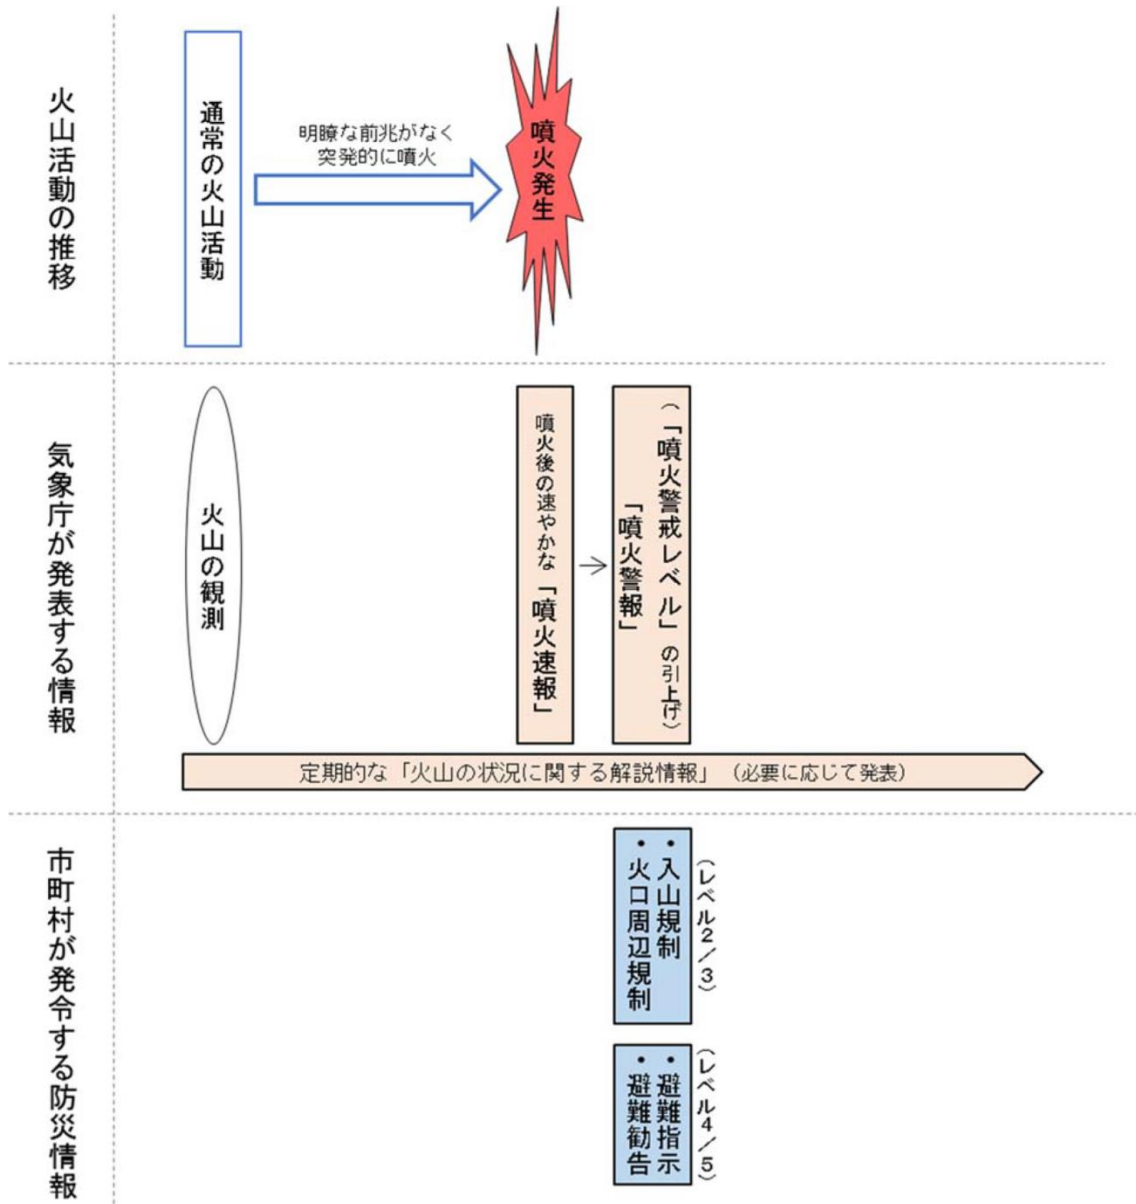 火山活動の推移
通常の火山活動
明瞭な前兆がなく
突発的に噴火
噴火発生
気象庁が発表する情報
火山の観測
噴火後の速やかな「噴火速報」
→
（「噴火警戒レベル」の引上げ）
「噴火警報」
定期的な「火山の状況に関する解説情報」（必要に応じて発表）
市町村が発令する防災情報
（レベル２／３）
・入山規制
・火口周辺規制
（レベル４／５）
・避難指示
・避難勧告